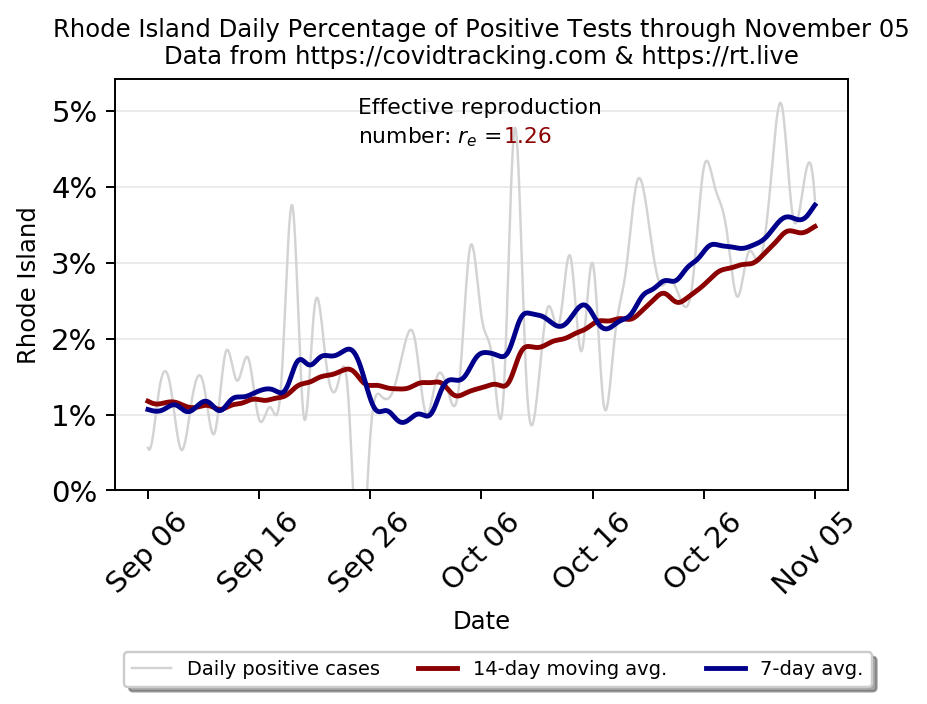 Rhode Island Daily Percentage of Positive Tests through November 05
Data from https://covidtracking.com & https://rt.live
Effective reproduction
number: rₑ =1.26
5%
4%
3%
2%
1%
0%
Rhode Island
Sep 06
Sep 16
Sep 26
Oct 06
Oct 16
Oct 26
Nov 05
Date
Daily positive cases
14-day moving avg.
7-day avg.